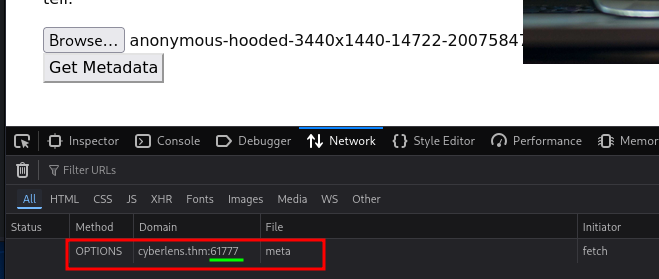 tell.
Browse... anonymous-hooded-3440x1440-14722-20075847
Get Metadata
Inspector Console Debugger Network Style Editor Performance Memor
Filter URLs
All HTML CSS JS XHR Fonts Images Media WS Other
Status Method Domain File Initiator
OPTIONS cyberlens.thm:61777 meta fetch